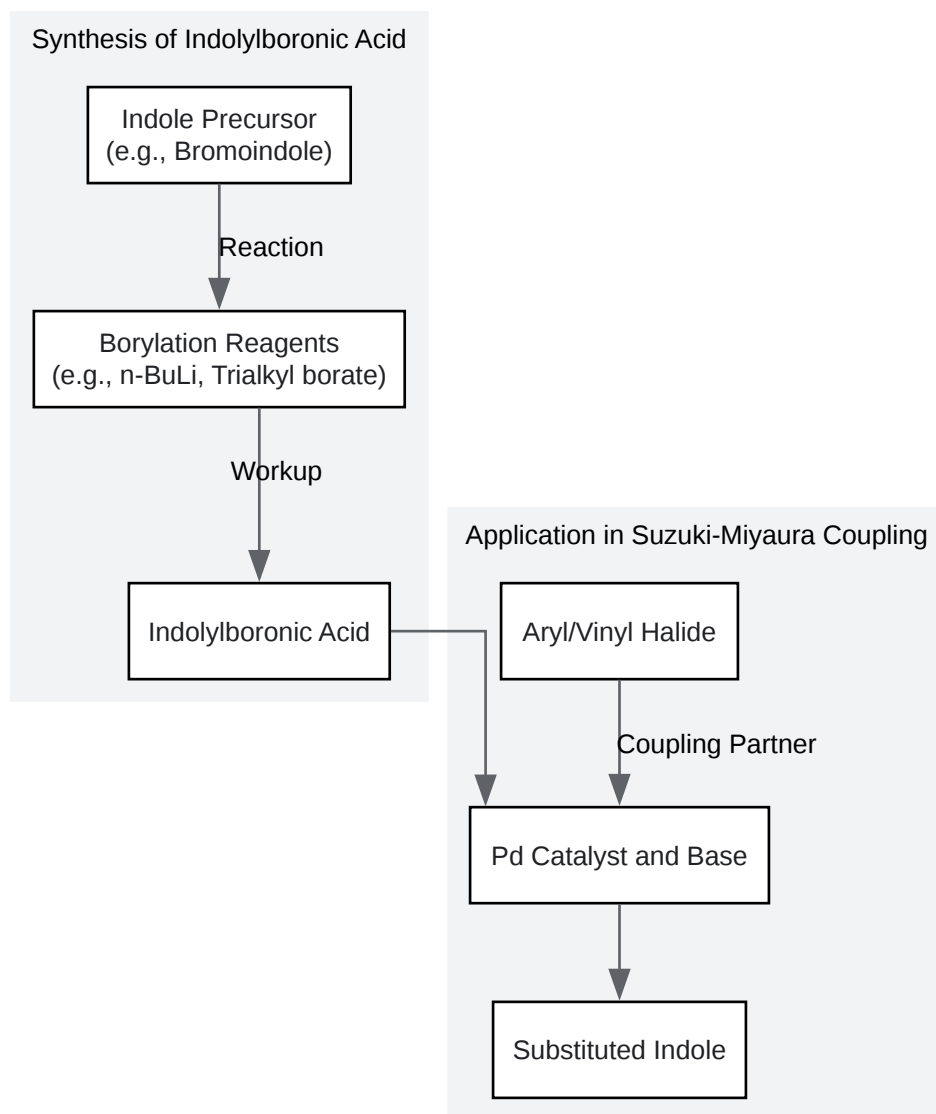 Synthesis of Indolylboronic Acid
Indole Precursor
(e.g., Bromoindole)
Reaction
Borylation Reagents
(e.g., n-BuLi, Trialkyl borate)
Workup
Indolylboronic Acid
Application in Suzuki-Miyaura Coupling
Aryl/Vinyl Halide
Coupling Partner
Pd Catalyst and Base
Substituted Indole